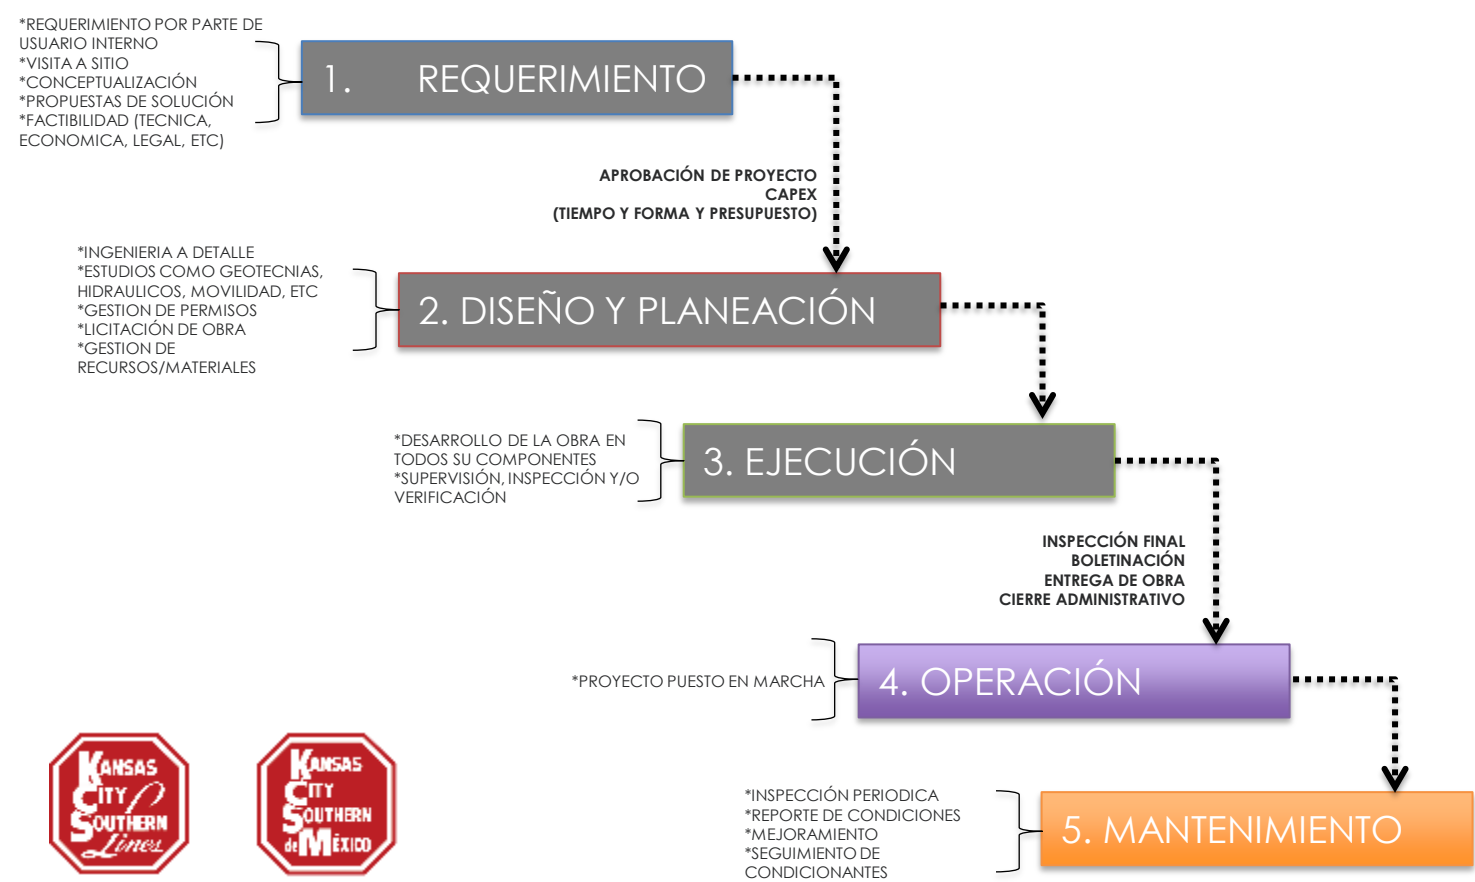 *REQUERIMIENTO POR PARTE DE
USUARIO INTERNO
*VISITA A SITIO
*CONCEPTUALIZACIÓN
*PROPUESTAS DE SOLUCIÓN
*FACTIBILIDAD (TECNICA,
ECONOMICA, LEGAL, ETC)
1. REQUERIMIENTO
APROBACIÓN DE PROYECTO
CAPEX
(TIEMPO Y FORMA Y PRESUPUESTO)
*INGENIERIA A DETALLE
*ESTUDIOS COMO GEOTECNIAS,
HIDRAULICOS, MOVILIDAD, ETC
*GESTION DE PERMISOS
*LICITACIÓN DE OBRA
*GESTION DE
RECURSOS/MATERIALES
2. DISEÑO Y PLANEACIÓN
*DESARROLLO DE LA OBRA EN
TODOS SU COMPONENTES
*SUPERVISIÓN, INSPECCIÓN Y/O
VERIFICACIÓN
3. EJECUCIÓN
INSPECCIÓN FINAL
BOLETINACIÓN
ENTREGA DE OBRA
CIERRE ADMINISTRATIVO
*PROYECTO PUESTO EN MARCHA
4. OPERACIÓN
*INSPECCIÓN PERIODICA
*REPORTE DE CONDICIONES
*MEJORAMIENTO
*SEGUIMIENTO DE
CONDICIONANTES
5. MANTENIMIENTO
KANSAS
CITY
SOUTHERN
Lines
KANSAS
CITY
SOUTHERN
de MÉXICO